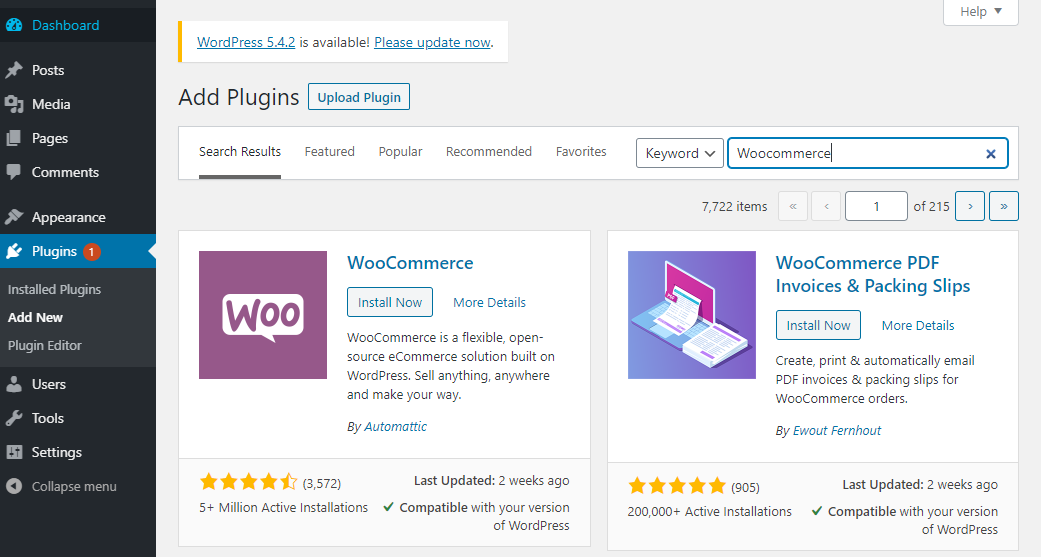 Help
WordPress 5.4.2 is available! Please update now.
Dashboard
Posts
Media
Pages
Comments
Appearance
Plugins 1
Installed Plugins
Add New
Plugin Editor
Users
Tools
Settings
Collapse menu
Add Plugins
Upload Plugin
Search Results
Featured
Popular
Recommended
Favorites
Keyword
Woocommerce
7,722 items
«
‹
1
of 215
›
»
Woo
WooCommerce
Install Now
More Details
WooCommerce is a flexible, open-
source eCommerce solution built on
WordPress. Sell anything, anywhere
and make your way.
By Automattic
(3,572)
5+ Million Active Installations
Last Updated: 2 weeks ago
Compatible with your version
of WordPress
WooCommerce PDF
Invoices & Packing Slips
Install Now
More Details
Create, print & automatically email
PDF invoices & packing slips for
WooCommerce orders.
By Ewout Fernhout
(905)
200,000+ Active Installations
Last Updated: 2 weeks ago
Compatible with your version
of WordPress